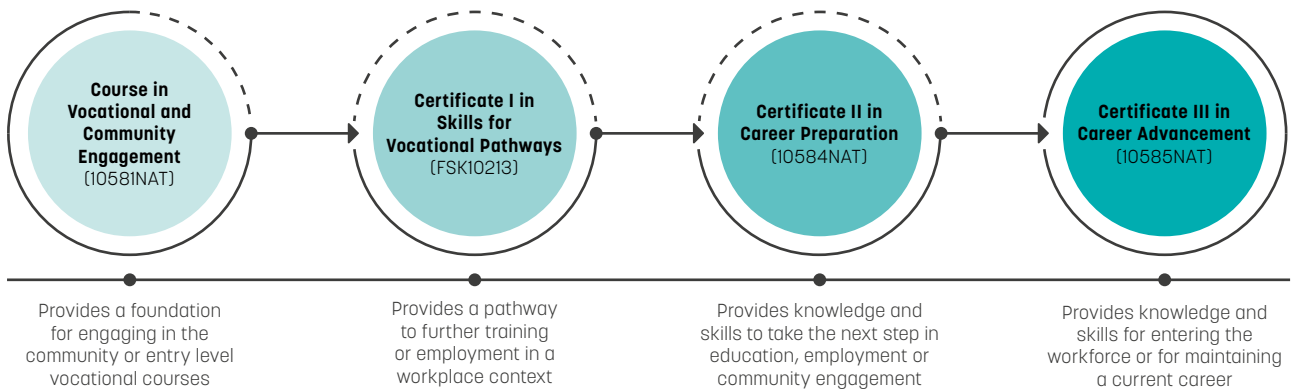 Course in
Vocational and
Community
Engagement
(10581NAT)
Certificate I in
Skills for
Vocational Pathways
(FSK10213)
Certificate II in
Career Preparation
(10584NAT)
Certificate III in
Career Advancement
(10585NAT)
Provides a foundation
for engaging in the
community or entry level
vocational courses
Provides a pathway
to further training
or employment in a
workplace context
Provides knowledge and
skills to take the next step in
education, employment or
community engagement
Provides knowledge and
skills for entering the
workforce or for maintaining
a current career